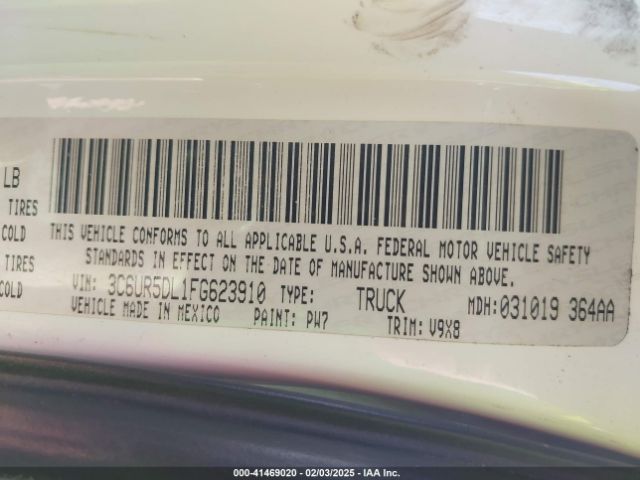 LB
TIRES
COLD
TIRES
COLD
THIS VEHICLE CONFORMS TO ALL APPLICABLE U.S.A. FEDERAL MOTOR VEHICLE SAFETY
STANDARDS IN EFFECT ON THE DATE OF MANUFACTURE SHOWN ABOVE.
VIN: 3C6UR5DL1FG623910 TYPE: TRUCK MDH:031019 364AA
VEHICLE MADE IN MEXICO PAINT: PW7 TRIM: V9X8
000-41469020 - 02/03/2025 - IAA Inc.